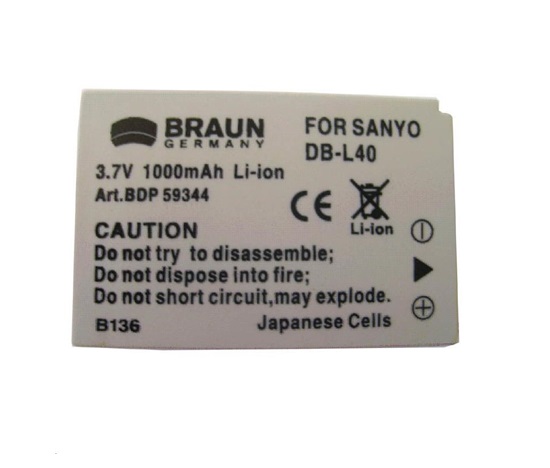 BRAUN
GERMANY
FOR SANYO
DB-L40
3.7V 1000mAh Li-ion
Art.BDP 59344
CE
Li-ion
CAUTION
Do not try to disassemble;
Do not dispose into fire;
Do not short circuit,may explode.
B136
Japanese Cells